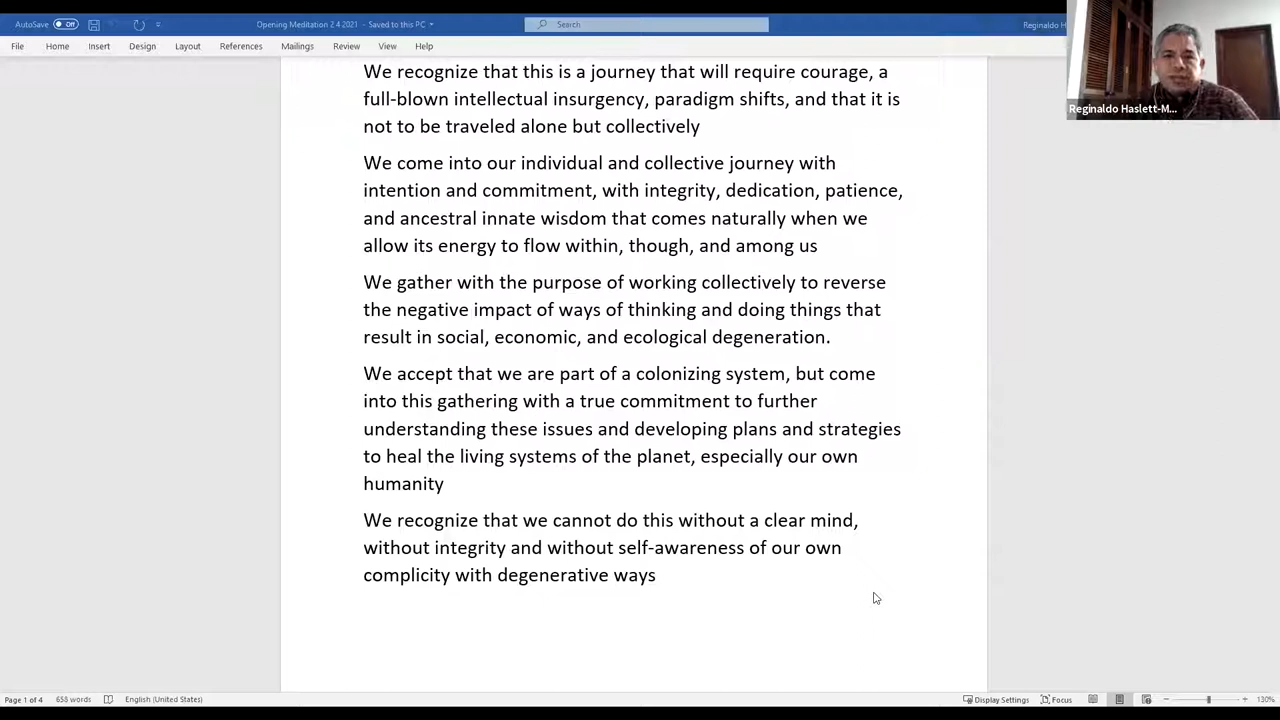 AutoSave Off
Opening Meditation 2 4 2021 - Saved to this PC
Search
Reginaldo H
File Home Insert Design Layout References Mailings Review View Help
Reginaldo Haslett-M...
We recognize that this is a journey that will require courage, a
full-blown intellectual insurgency, paradigm shifts, and that it is
not to be traveled alone but collectively
We come into our individual and collective journey with
intention and commitment, with integrity, dedication, patience,
and ancestral innate wisdom that comes naturally when we
allow its energy to flow within, though, and among us
We gather with the purpose of working collectively to reverse
the negative impact of ways of thinking and doing things that
result in social, economic, and ecological degeneration.
We accept that we are part of a colonizing system, but come
into this gathering with a true commitment to further
understanding these issues and developing plans and strategies
to heal the living systems of the planet, especially our own
humanity
We recognize that we cannot do this without a clear mind,
without integrity and without self-awareness of our own
complicity with degenerative ways
Page 1 of 4 653 words English (United States) Display Settings Focus 130%